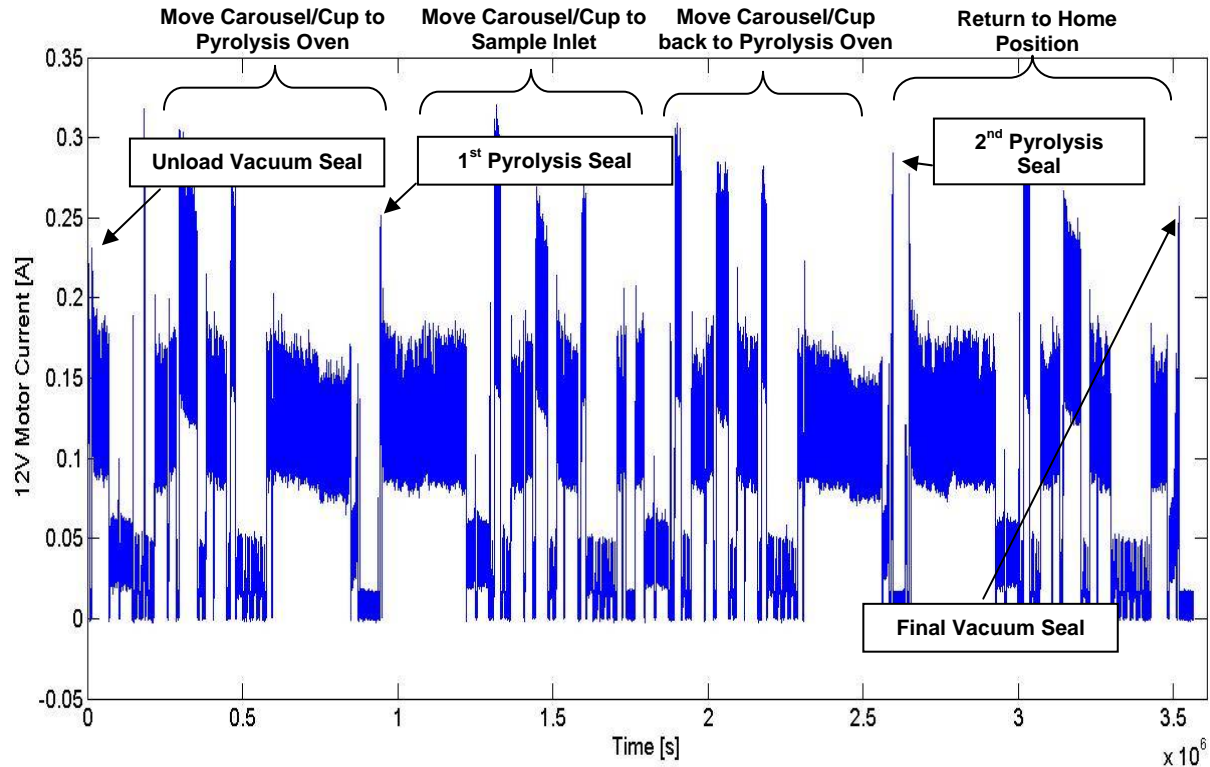 Move Carousel/Cup to
Pyrolysis Oven
Move Carousel/Cup to
Sample Inlet
Move Carousel/Cup
back to Pyrolysis Oven
Return to Home
Position
Unload Vacuum Seal
1st Pyrolysis Seal
2nd Pyrolysis
Seal
Final Vacuum Seal
12V Motor Current [A]
0.35
0.3
0.25
0.2
0.15
0.1
0.05
0
-0.05
0
0.5
1
1.5
2
2.5
3
3.5
Time [s]
x 10^6